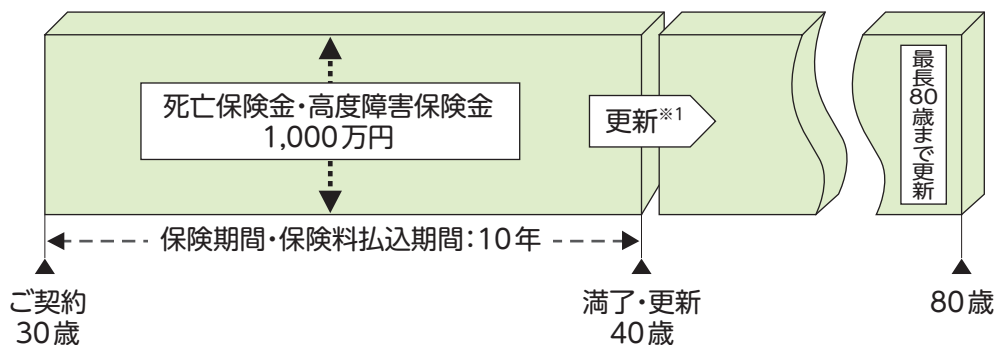 死亡保険金・高度障害保険金
1,000万円
更新※1
最長80歳まで更新
保険期間・保険料払込期間：10年
ご契約
30歳
満了・更新
40歳
80歳